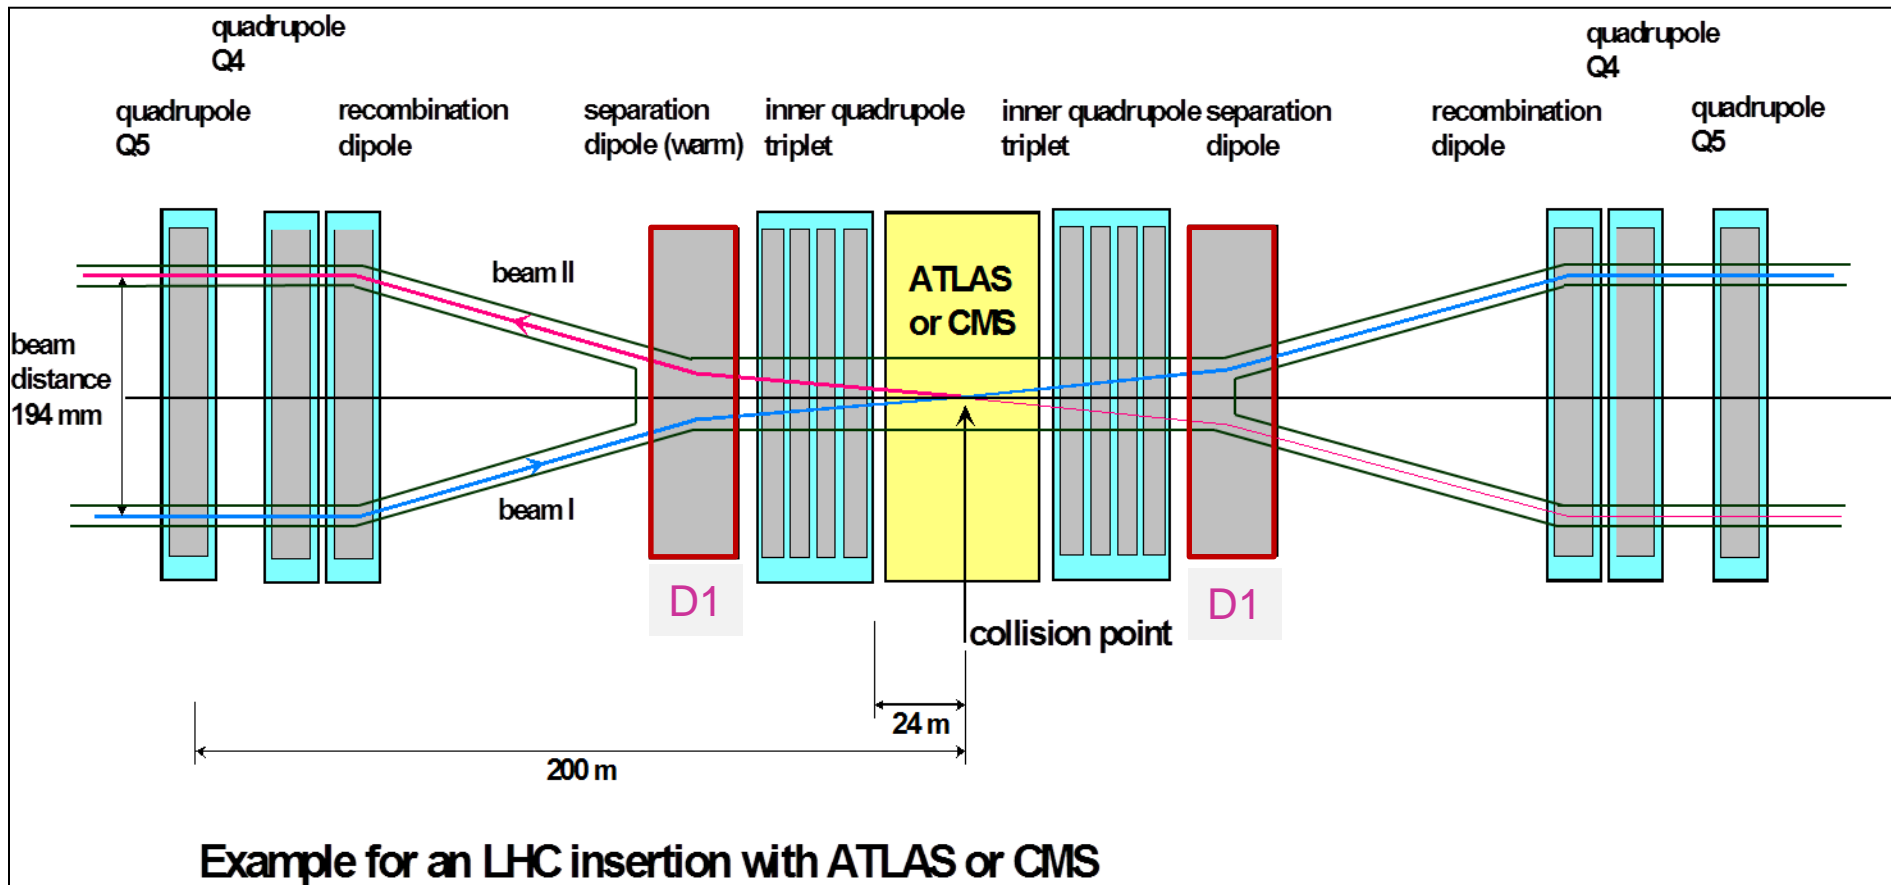 quadrupole
Q4
quadrupole
Q4
quadrupole
Q5
recombination
dipole
separation
dipole (warm)
inner quadrupole
triplet
inner quadrupole
triplet
separation
dipole
recombination
dipole
quadrupole
Q5
beam II
ATLAS
or CMS
beam
distance
194 mm
beam I
D1
D1
collision point
24 m
200 m
Example for an LHC insertion with ATLAS or CMS